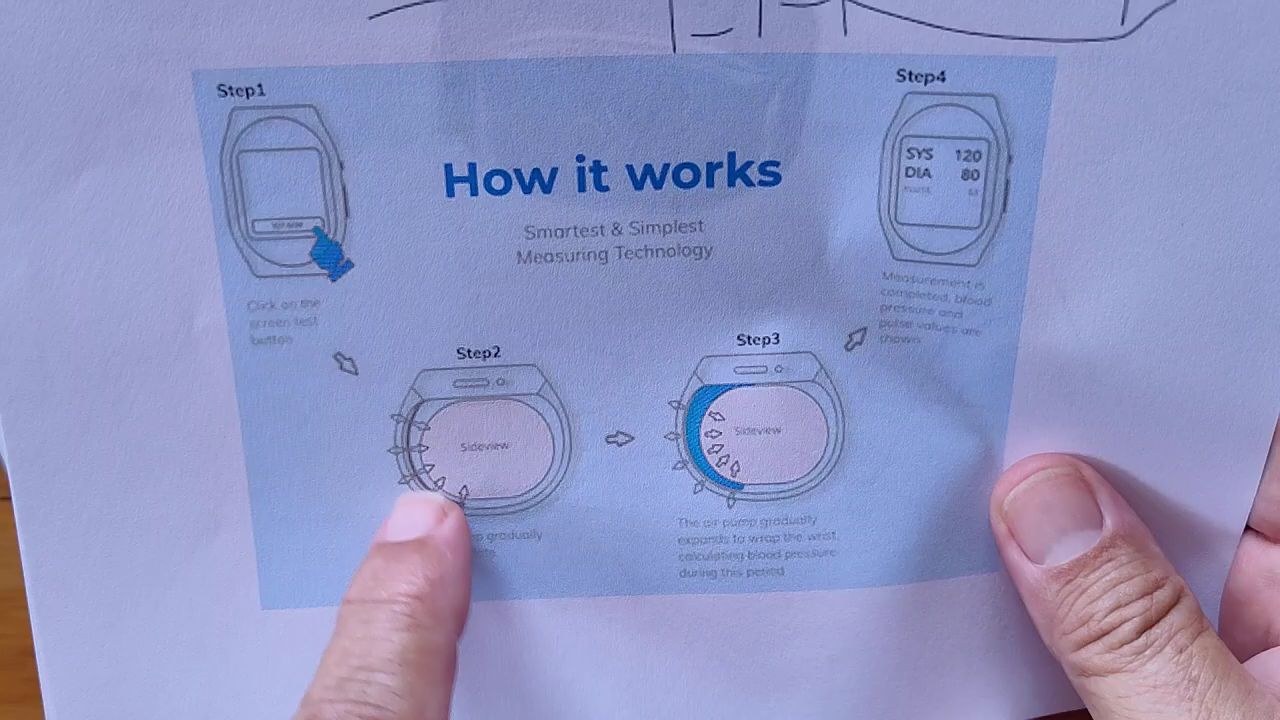 Step1
How it works
Smartest & Simplest
Measuring Technology
Click on the
screen test
button
Step2
Sideview
gradually
Step3
Sideview
The air pump gradually
expands to wrap the wrist,
calculating blood pressure
during this period
Step4
SYS 120
DIA 80
Measurement is
completed, blood
pressure and
pulse values are
shown